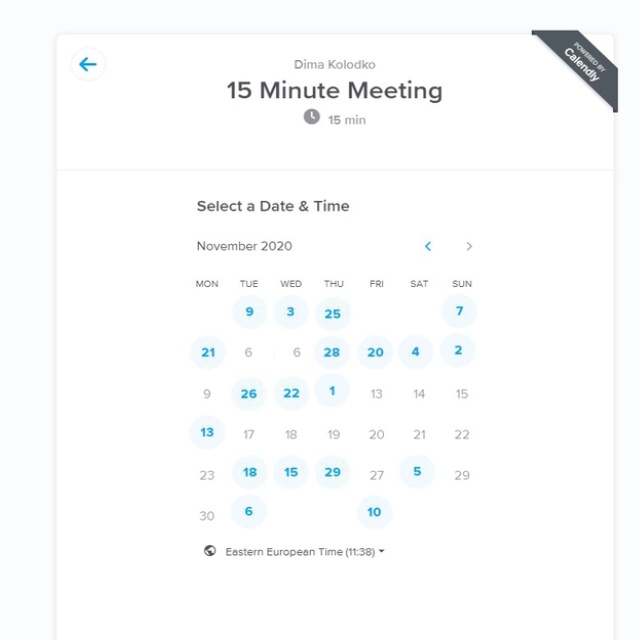 POWERED BY
Calendly
Dima Kolodko
15 Minute Meeting
15 min
Select a Date & Time
November 2020 < >
MON TUE WED THU FRI SAT SUN
9 3 25 7
21 6 6 28 20 4 2
9 26 22 1 13 14 15
13 17 18 19 20 21 22
23 18 15 29 27 5 29
30 6 10
Eastern European Time (11:38)